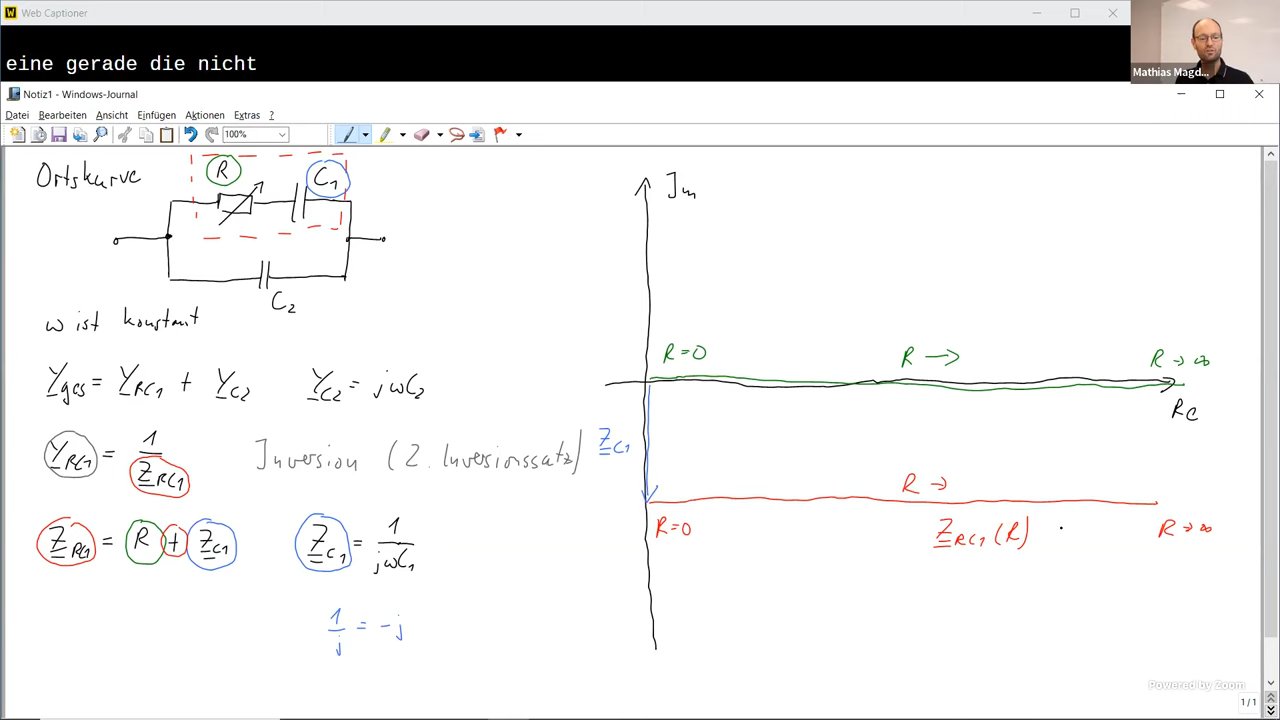 Web Captioner
eine gerade die nicht
Mathias Magd...
Notiz1 - Windows-Journal
Datei Bearbeiten Ansicht Einfügen Aktionen Extras ?
100%
Ortskurve
R
C1
C2
w ist konstant
Yges = YRC1 + YC2 YC2 = jωC2
YRC1 = 1/ZRC1 Inversion (2. Inversionssatz)
ZRC1 = R + ZC1 ZC1 = 1/jωC1
1/j = -j
Im
R=0 R → R → ∞
Re
ZC1
R →
R=0 ZRC1(R) R → ∞
Powered by Zoom
1/1